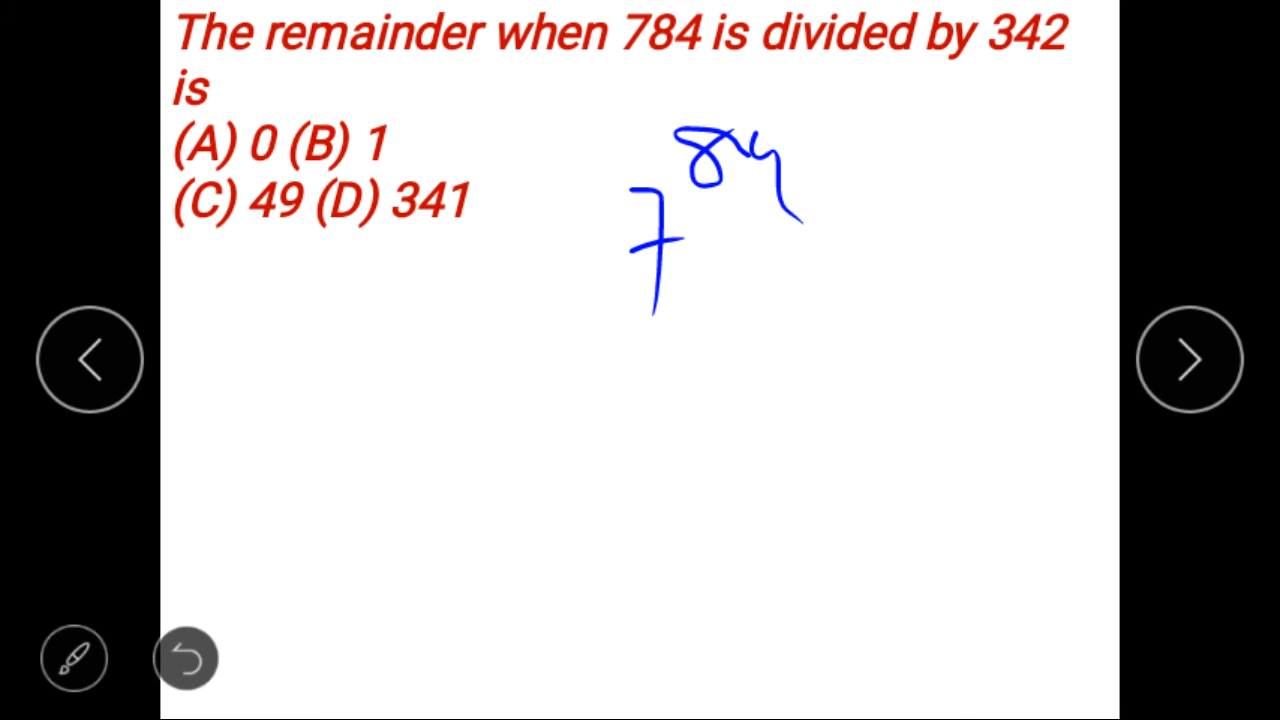 The remainder when 784 is divided by 342
is
(A) 0 (B) 1
(C) 49 (D) 341
7^84